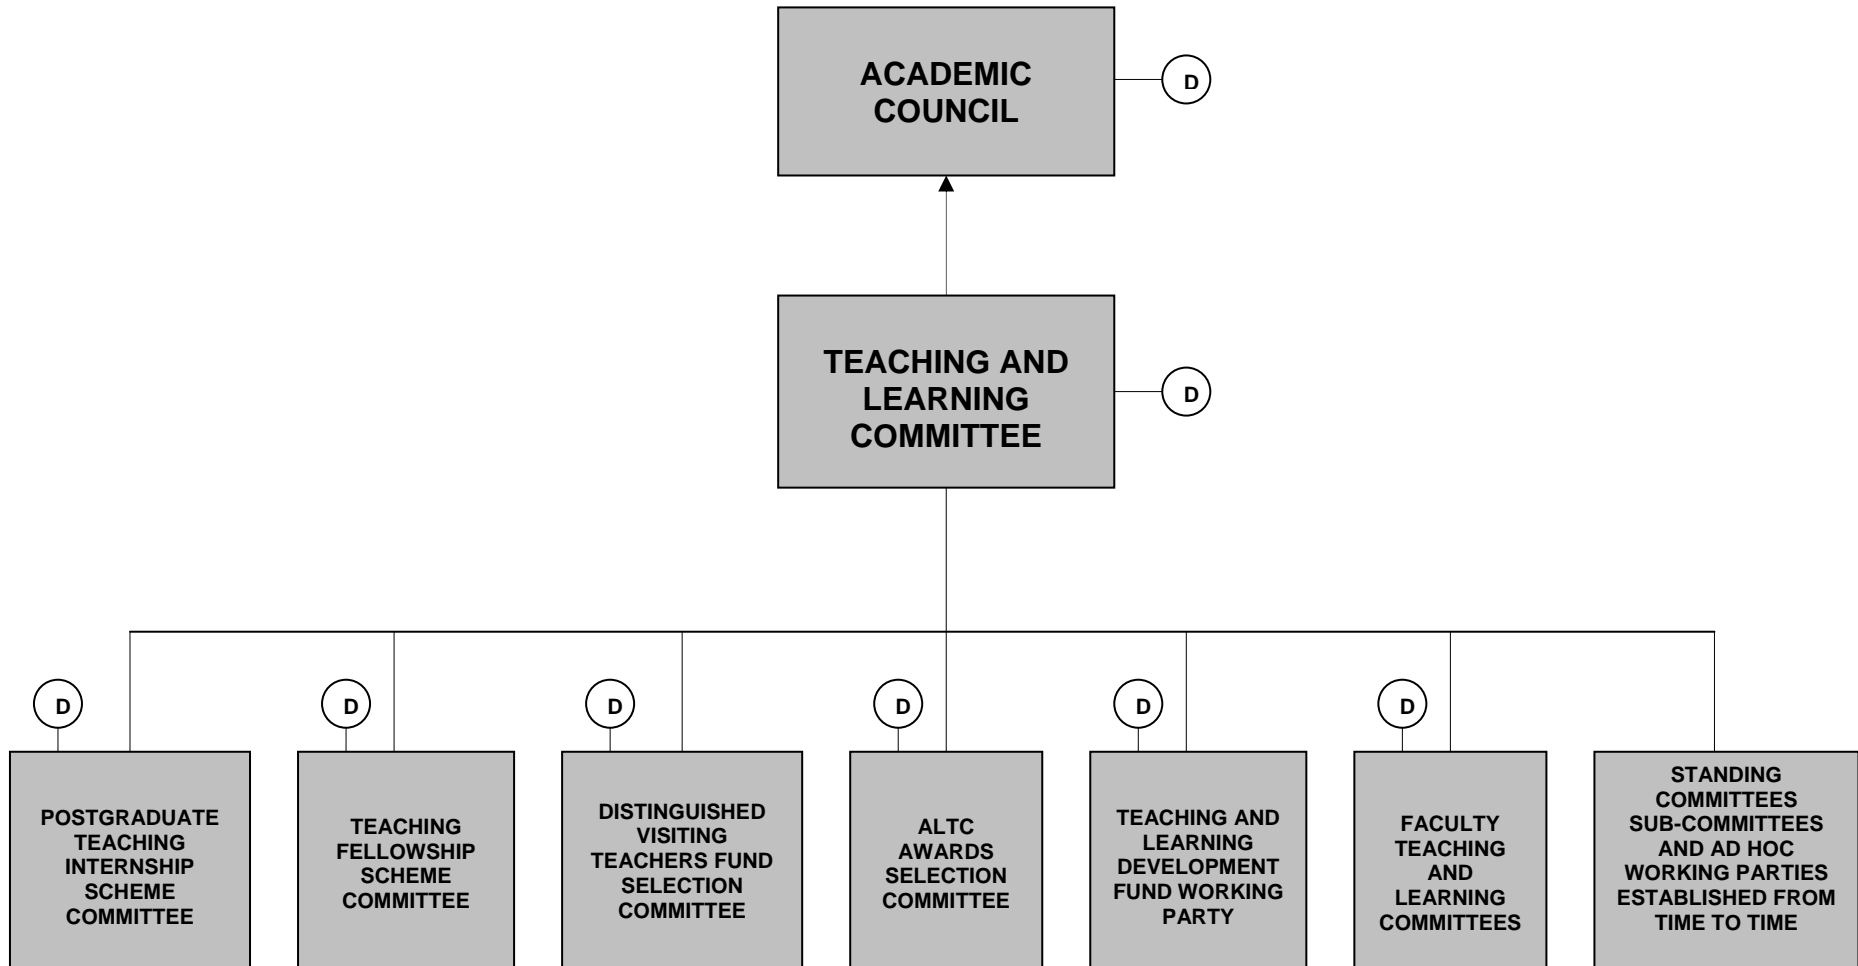 ACADEMIC
COUNCIL
D
TEACHING AND
LEARNING
COMMITTEE
D
D
D
D
D
D
D
POSTGRADUATE
TEACHING
INTERNSHIP
SCHEME
COMMITTEE
TEACHING
FELLOWSHIP
SCHEME
COMMITTEE
DISTINGUISHED
VISITING
TEACHERS FUND
SELECTION
COMMITTEE
ALTC
AWARDS
SELECTION
COMMITTEE
TEACHING AND
LEARNING
DEVELOPMENT
FUND WORKING
PARTY
FACULTY
TEACHING
AND
LEARNING
COMMITTEES
STANDING
COMMITTEES
SUB-COMMITTEES
AND AD HOC
WORKING PARTIES
ESTABLISHED FROM
TIME TO TIME